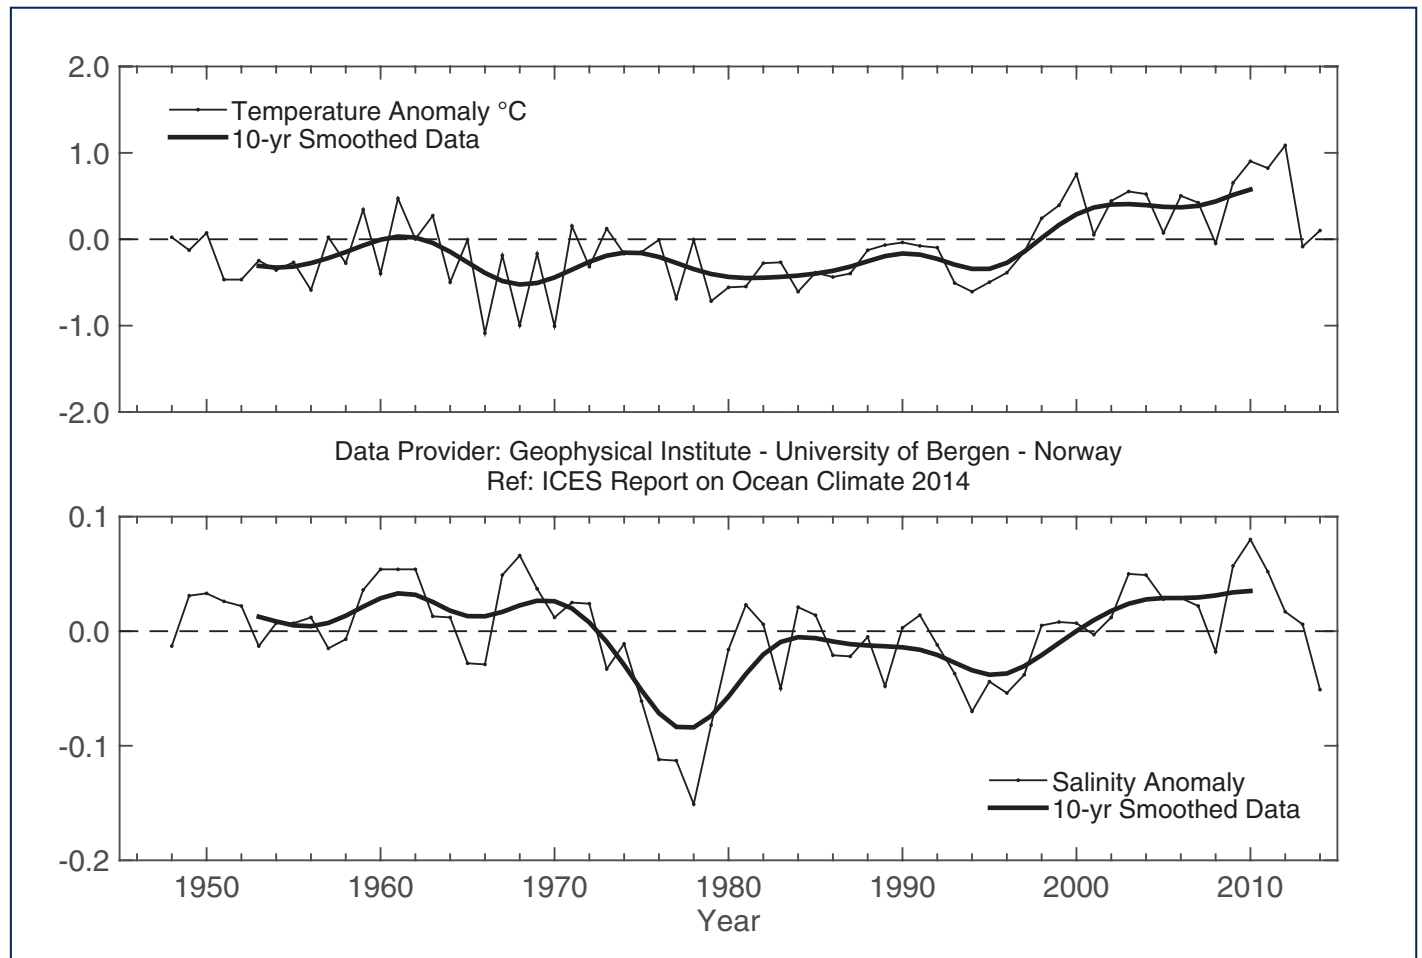 2.0
Temperature Anomaly °C
10-yr Smoothed Data
1.0
0.0
-1.0
-2.0
Data Provider: Geophysical Institute - University of Bergen - Norway
Ref: ICES Report on Ocean Climate 2014
0.1
0.0
-0.1
Salinity Anomaly
10-yr Smoothed Data
-0.2
1950 1960 1970 1980 1990 2000 2010
Year